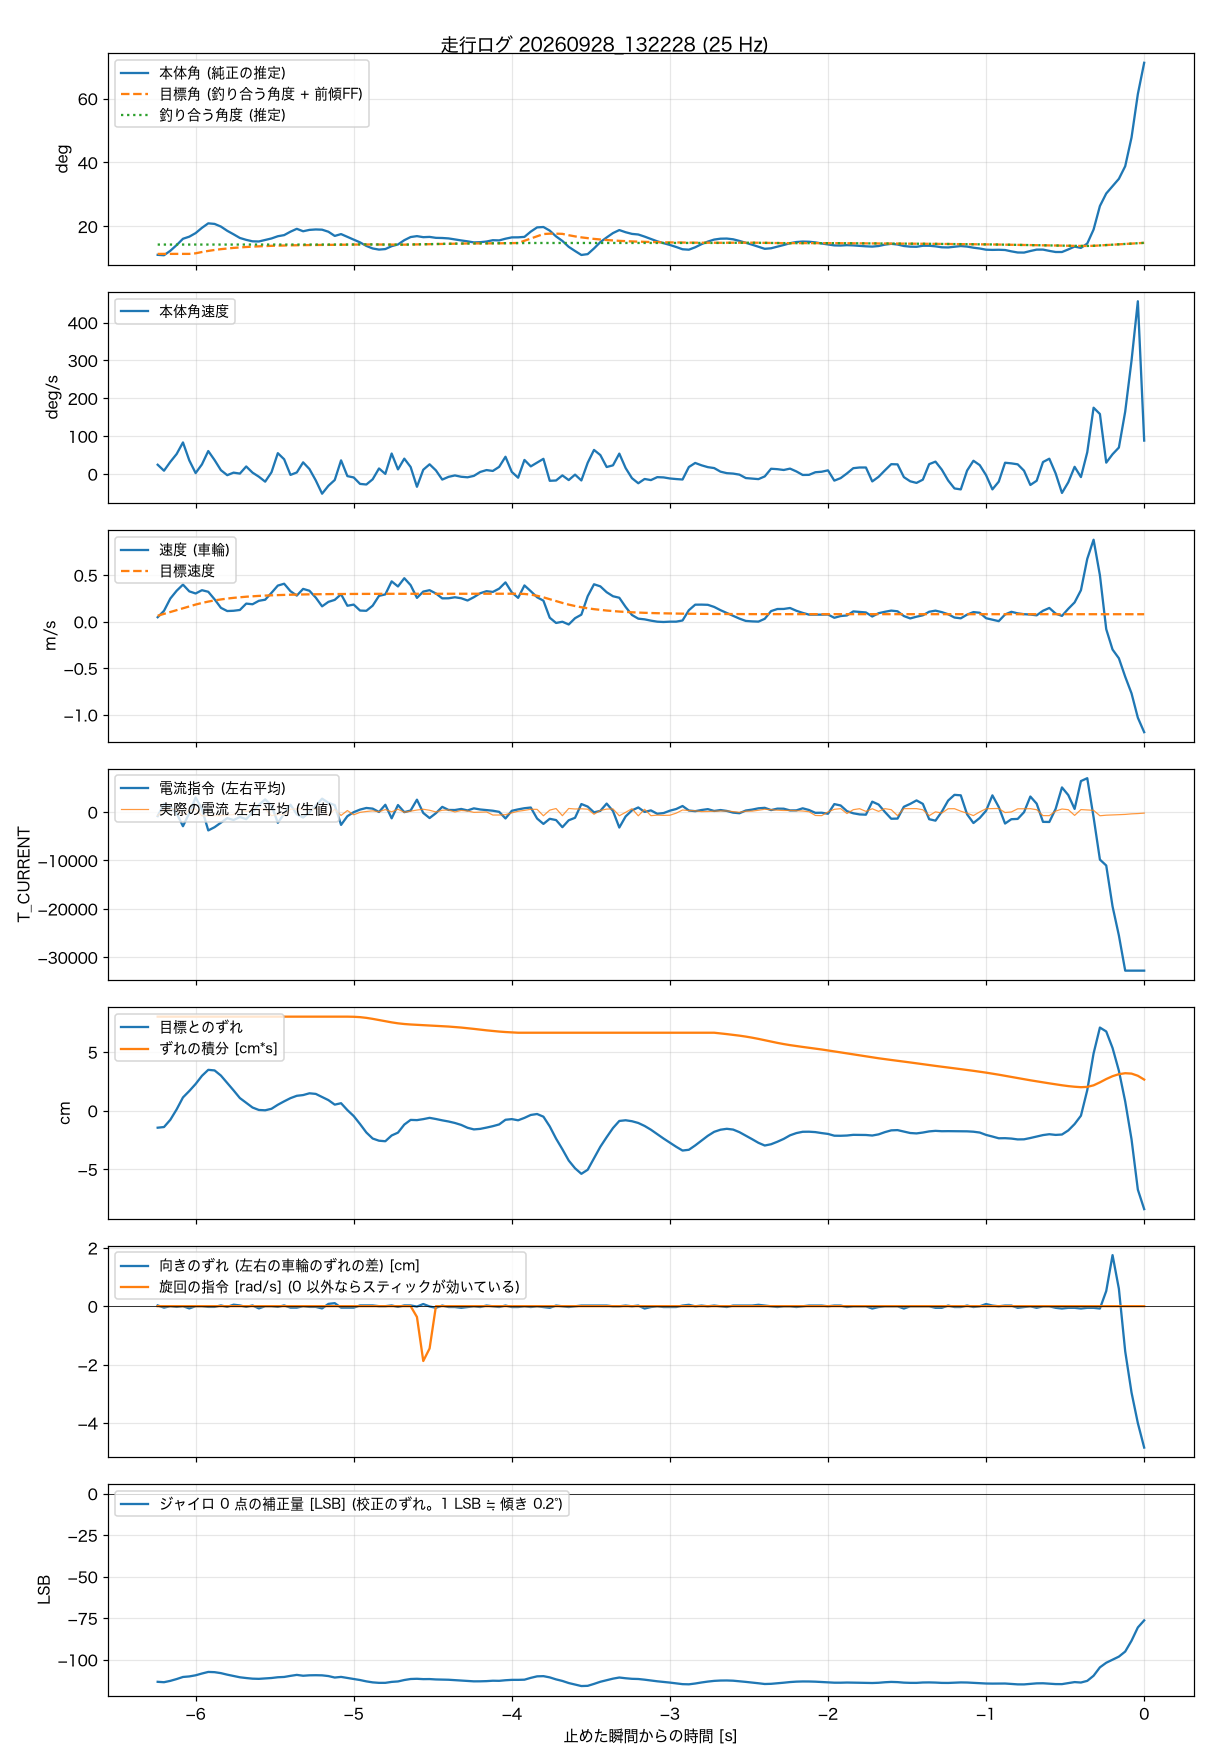 走行ログ 20260928_132228 (25 Hz)
本体角 (純正の推定)
目標角 (釣り合う角度 + 前傾FF)
釣り合う角度 (推定)
60
40
20
deg
本体角速度
400
300
200
100
0
deg/s
速度 (車輪)
目標速度
0.5
0.0
−0.5
−1.0
m/s
電流指令 (左右平均)
実際の電流 左右平均 (生値)
0
−10000
−20000
−30000
T_CURRENT
目標とのずれ
ずれの積分 [cm*s]
5
0
−5
cm
向きのずれ (左右の車輪のずれの差) [cm]
旋回の指令 [rad/s] (0 以外ならスティックが効いている)
2
0
−2
−4
ジャイロ 0 点の補正量 [LSB] (校正のずれ。1 LSB ≒ 傾き 0.2°)
0
−25
−50
−75
−100
LSB
−6 −5 −4 −3 −2 −1 0
止めた瞬間からの時間 [s]